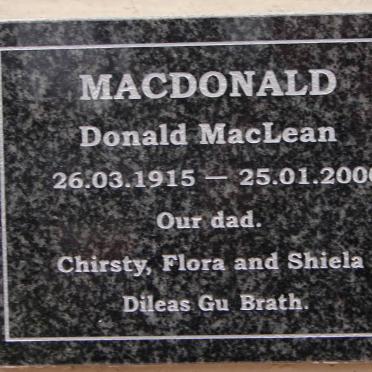 MACDONALD
Donald MacLean
26.03.1915 — 25.01.2000
Our dad.
Chirsty, Flora and Shiela
Dileas Gu Brath.